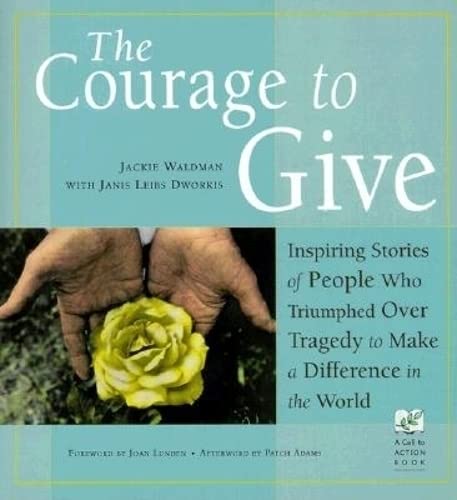 The
Courage to
Give
JACKIE WALDMAN
WITH JANIS LEIBS DWORKIS
Inspiring Stories
of People Who
Triumphed Over
Tragedy to Make
a Difference in
the World
A Call to
ACTION
BOOK
FOREWORD BY JOAN LUNDEN • AFTERWORD BY PATCH ADAMS